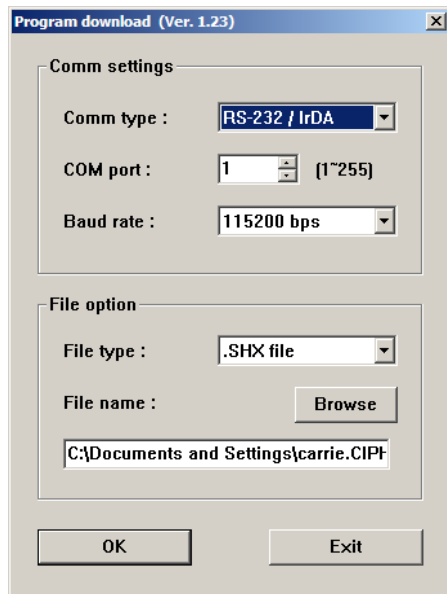 Program download (Ver. 1.23)
Comm settings
Comm type : RS-232 / IrDA
COM port : 1 (1~255)
Baud rate : 115200 bps
File option
File type : .SHX file
File name : Browse
C:\Documents and Settings\carrie.CIPH
OK Exit